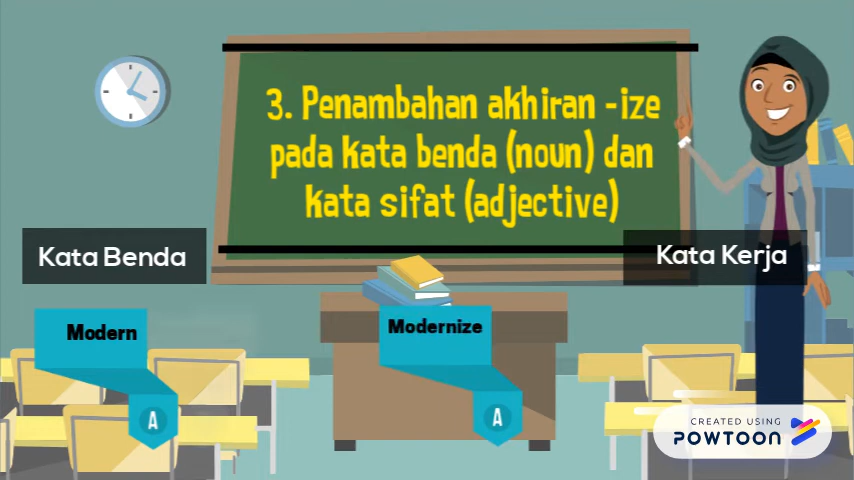 3. Penambahan akhiran -ize
pada kata benda (noun) dan
kata sifat (adjective)
Kata Benda
Kata Kerja
Modern
Modernize
A
A
CREATED USING
POWTOON